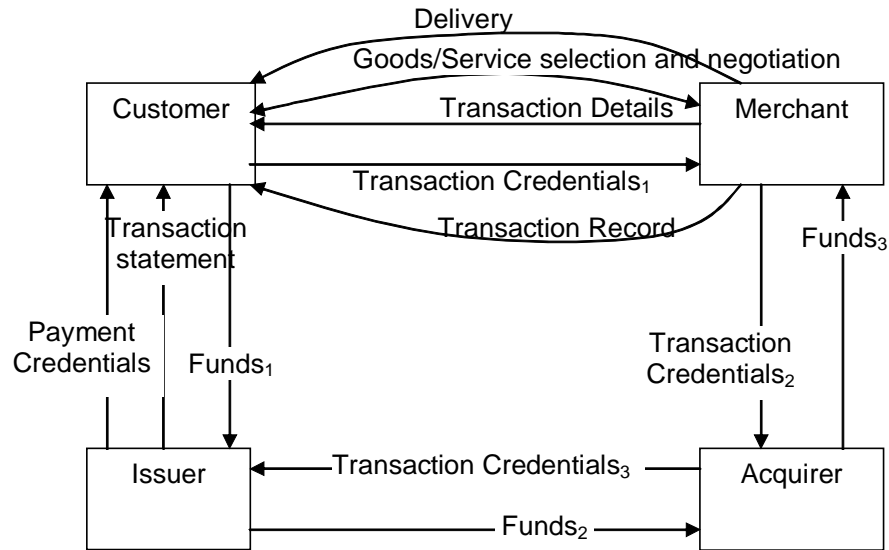 Delivery
Goods/Service selection and negotiation
Customer
Merchant
Transaction Details
Transaction Credentials₁
Transaction Record
Transaction
statement
Funds₃
Payment
Credentials
Funds₁
Transaction
Credentials₂
Issuer
Transaction Credentials₃
Acquirer
Funds₂